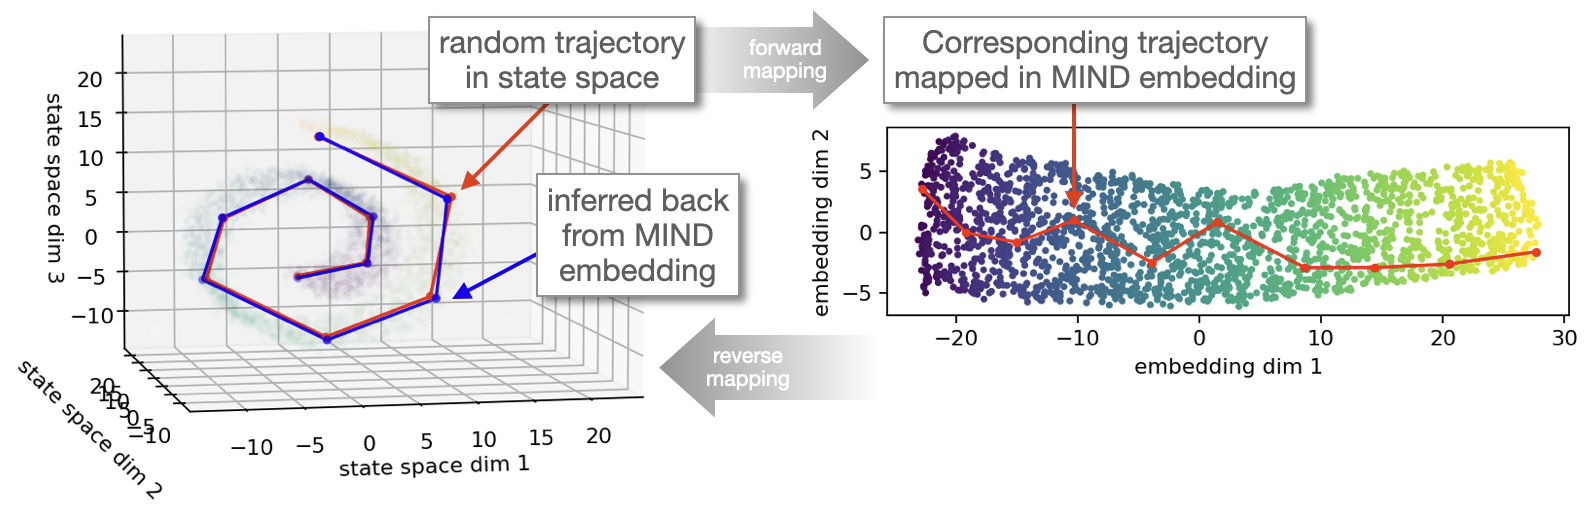 random trajectory
in state space
forward
mapping
Corresponding trajectory
mapped in MIND embedding
inferred back
from MIND
embedding
reverse
mapping
state space dim 3
20
15
10
5
0
−5
−10
state space dim 2
20
15
10
5
0
−5
−10
−10
−5
0
5
10
15
20
state space dim 1
embedding dim 2
5
0
−5
−20
−10
0
10
20
30
embedding dim 1